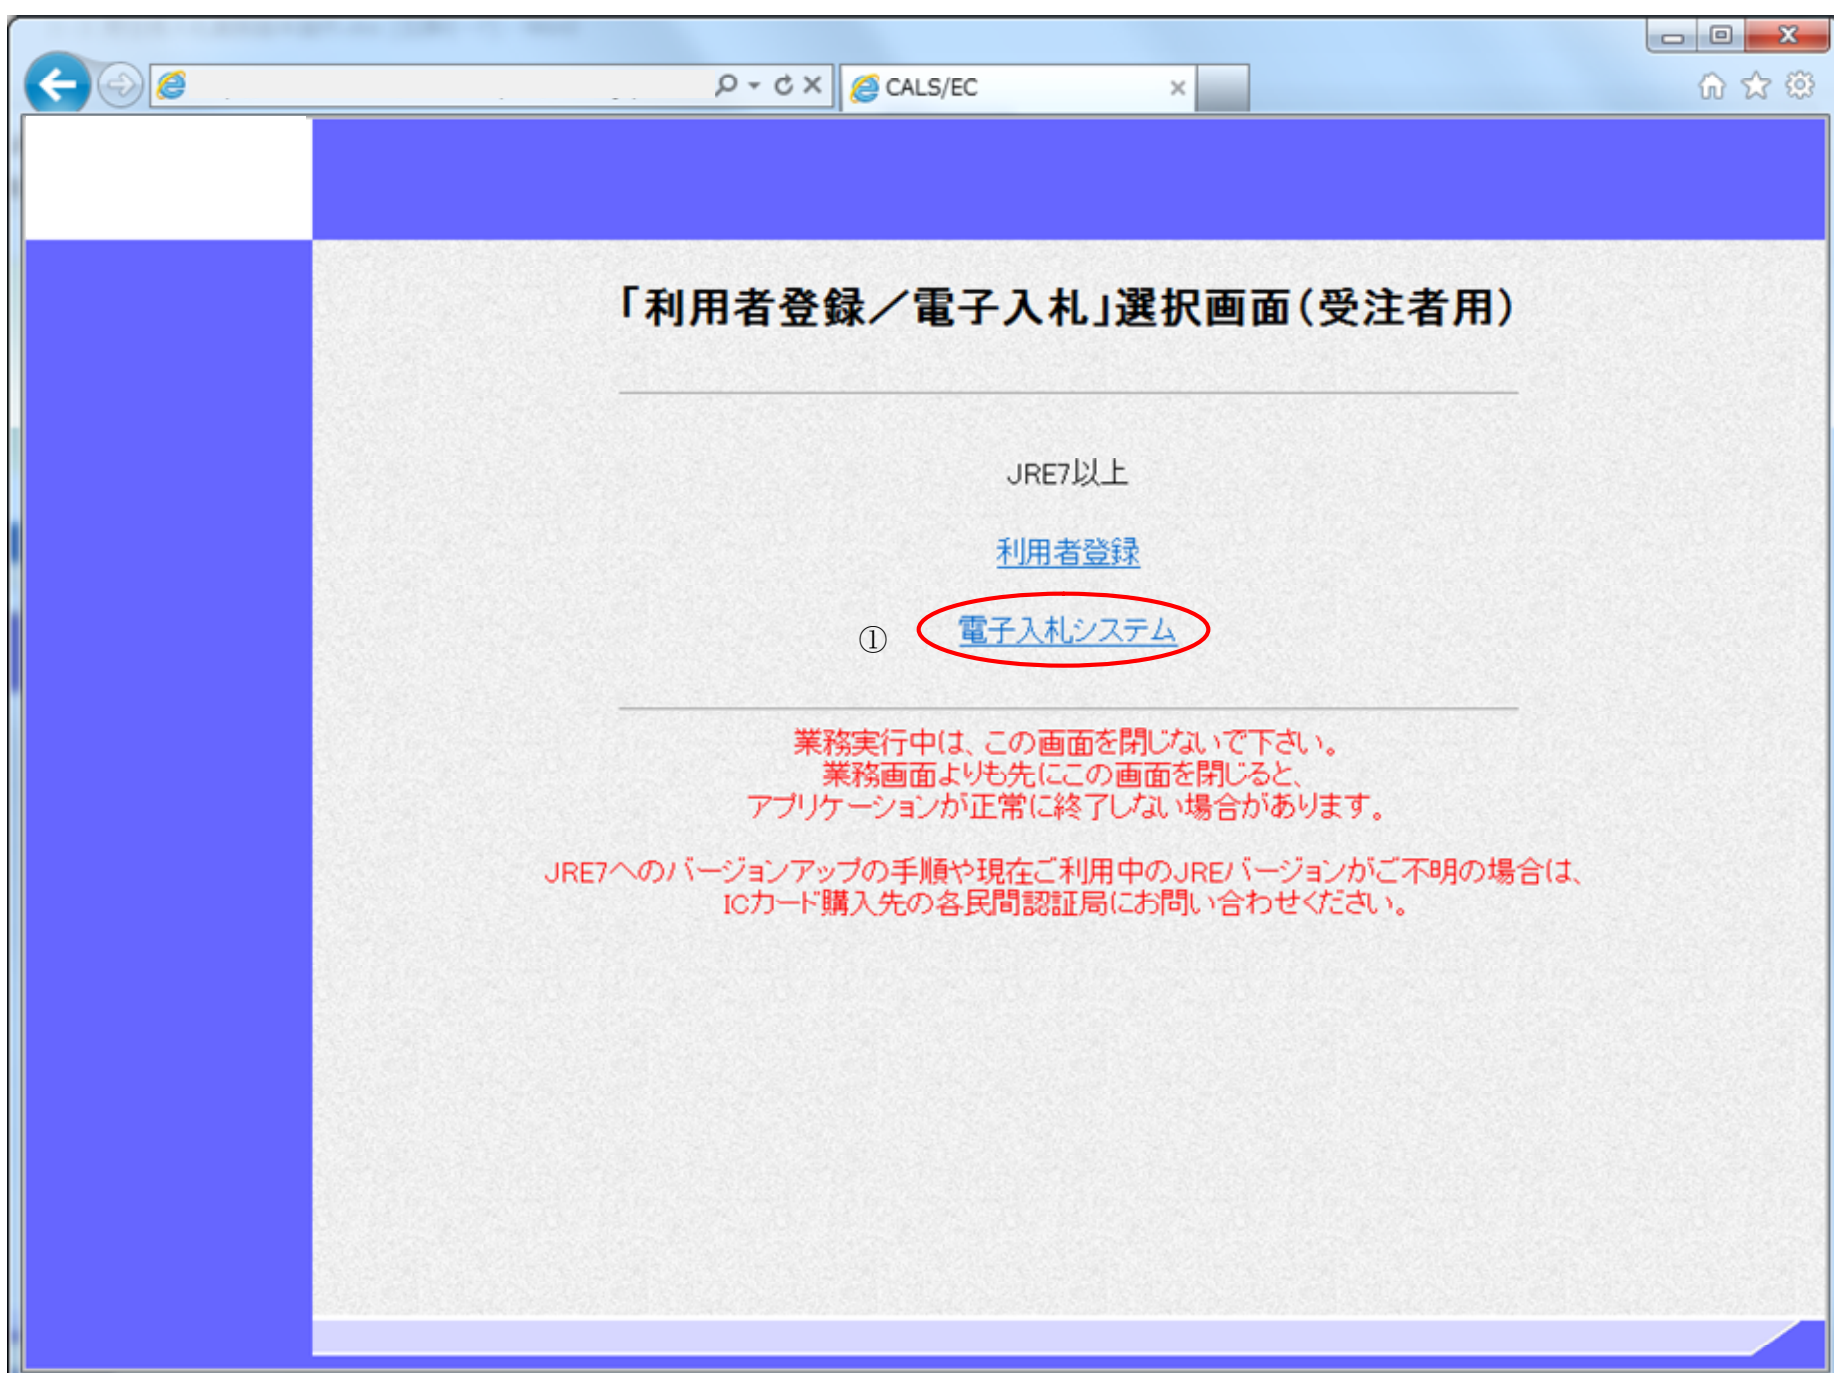 CALS/EC
「利用者登録／電子入札」選択画面(受注者用)
JRE7以上
利用者登録
① 電子入札システム
業務実行中は、この画面を閉じないで下さい。
業務画面よりも先にこの画面を閉じると、
アプリケーションが正常に終了しない場合があります。
JRE7へのバージョンアップの手順や現在ご利用中のJREバージョンがご不明の場合は、
ICカード購入先の各民間認証局にお問い合わせください。